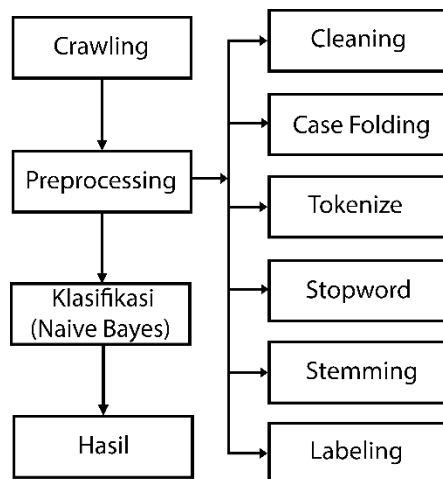 Crawling
Preprocessing
Klasifikasi
(Naive Bayes)
Hasil
Cleaning
Case Folding
Tokenize
Stopword
Stemming
Labeling